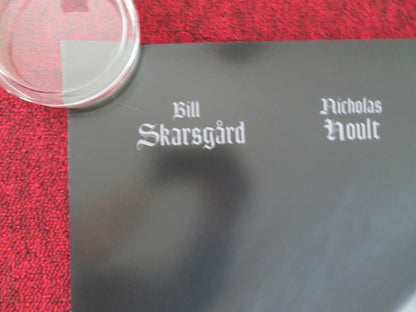 Bill
Skarsgård
Nicholas
Hoult